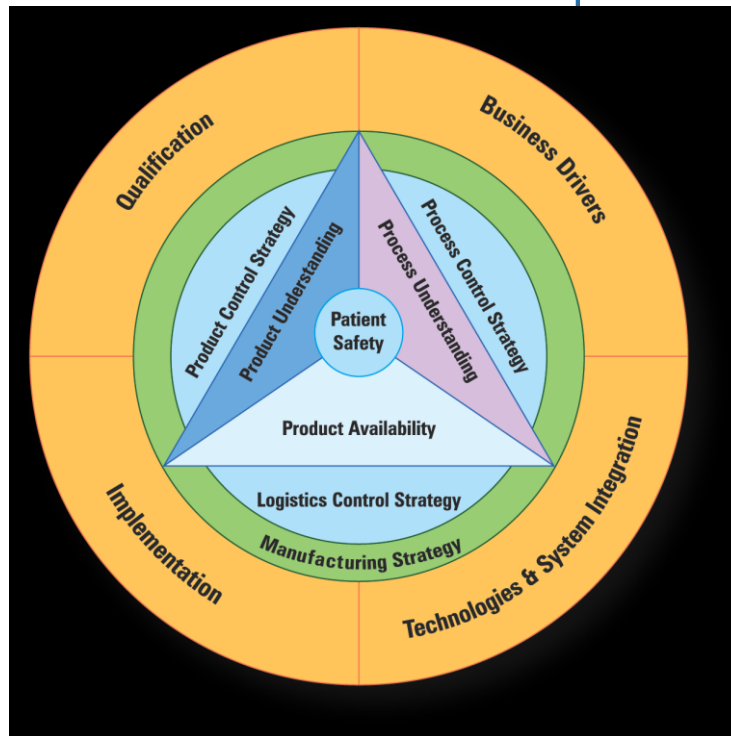 Qualification
Business Drivers
Product Control Strategy
Product Understanding
Process Understanding
Process Control Strategy
Patient
Safety
Product Availability
Logistics Control Strategy
Manufacturing Strategy
Implementation
Technologies & System Integration